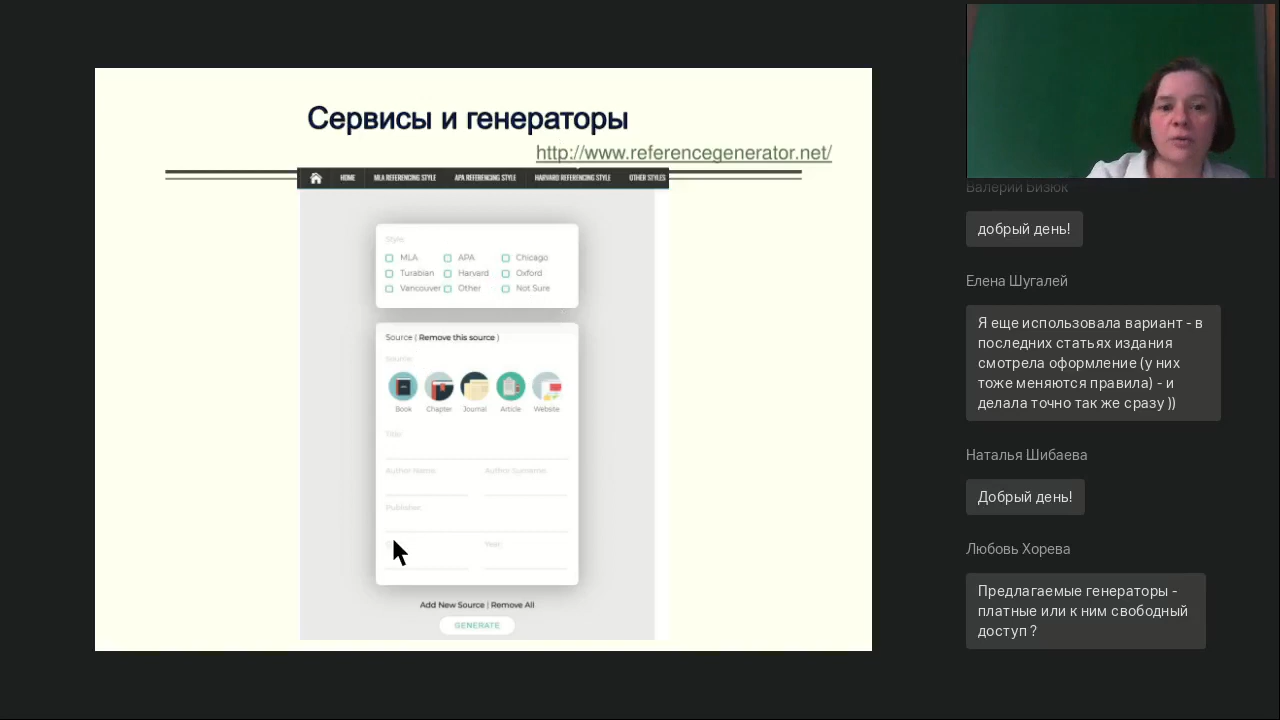 Сервисы и генераторы
http://www.referencegenerator.net/
HOME MLA REFERENCING STYLE APA REFERENCING STYLE HARVARD REFERENCING STYLE OTHER STYLES
Style:
MLA APA Chicago
Turabian Harvard Oxford
Vancouver Other Not Sure
Source ( Remove this source )
Source:
Book Chapter Journal Article Website
Title:
Author Name: Author Surname:
Publisher:
Year:
Add New Source | Remove All
GENERATE
Валерий Бизюк
добрый день!
Елена Шугалей
Я еще использовала вариант - в
последних статьях издания
смотрела оформление (у них
тоже меняются правила) - и
делала точно так же сразу ))
Наталья Шибаева
Добрый день!
Любовь Хорева
Предлагаемые генераторы -
платные или к ним свободный
доступ ?